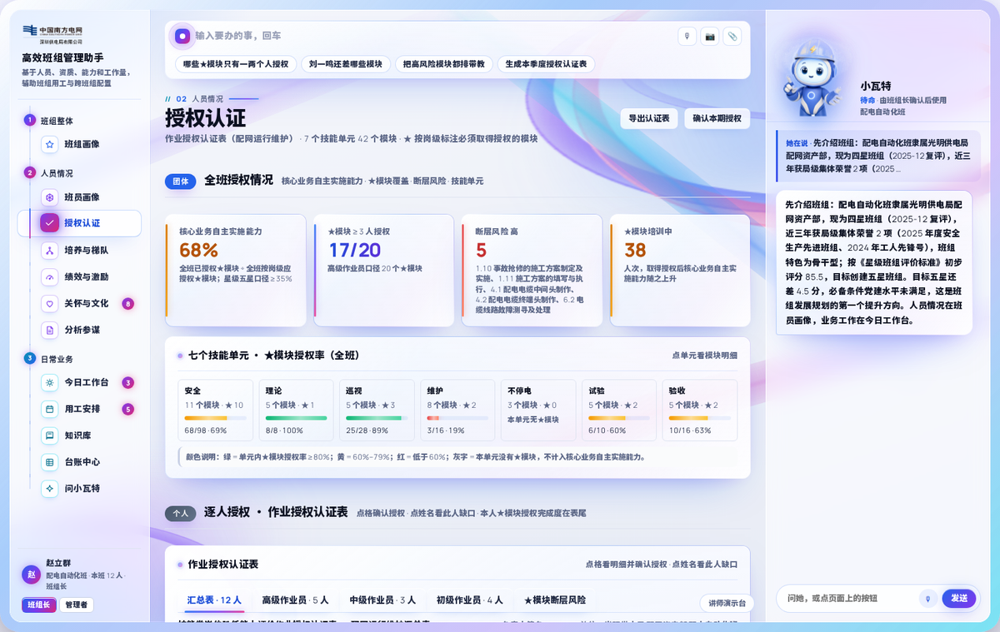 中国南方电网
深圳供电局有限公司
高效班组管理助手
基于人员、资质、能力和工作量,
辅助班组用工与跨班组配置
1 班组整体
班组画像
2 人员情况
班员画像
授权认证
培养与梯队
绩效与激励
关怀与文化 8
分析参谋
3 日常业务
今日工作台 3
用工安排 5
知识库
台账中心
问小瓦特
赵 赵立群
配电自动化班 · 本班 12 人 ·
班组长
班组长 管理者
输入要办的事，回车
哪些★模块只有一两个人授权 刘一鸣还差哪些模块 把高风险模块都排带教 生成本季度授权认证表
// 02 人员情况
授权认证
作业授权认证表（配网运行维护） · 7 个技能单元 42 个模块 · ★ 按岗级标注必须取得授权的模块
导出认证表 确认本期授权
团体 全班授权情况 核心业务自主实施能力 · ★模块覆盖 · 断层风险 · 技能单元
核心业务自主实施能力
68%
全班已授权★模块 ÷ 全班按岗级应
授权★模块；星级五星口径 ≥ 35%
★模块 ≥ 3 人授权
17/20
高级作业员口径 20 个★模块
断层风险 高
5
1.10 事故抢修的施工方案制定及
实施、1.11 施工方案的填写与执
行、4.1 配电电缆中间头制作、
4.2 配电电缆终端头制作、6.2 电
缆线路故障测寻及处理
★模块培训中
38
人次，取得授权后核心业务自主实
施能力随之上升
七个技能单元 · ★模块授权率（全班） 点单元看模块明细
安全
11 个模块 · ★ 10
68/98 · 69%
理论
5 个模块 · ★ 1
8/8 · 100%
巡视
5 个模块 · ★ 3
25/28 · 89%
维护
8 个模块 · ★ 2
3/16 · 19%
不停电
3 个模块 · ★ 0
本单元无★模块
试验
5 个模块 · ★ 2
6/10 · 60%
验收
5 个模块 · ★ 2
10/16 · 63%
颜色说明：绿 = 单元内★模块授权率 ≥ 80%；黄 = 60%–79%；红 = 低于 60%；灰字 = 本单元没有★模块，不计入核心业务自主实施能力。
个人 逐人授权 · 作业授权认证表 点格确认授权 · 点姓名看此人缺口 · 本人★模块授权完成度在表尾
作业授权认证表 点格看明细并确认授权 · 点姓名看此人缺口
汇总表 · 12 人 高级作业员 · 5 人 中级作业员 · 3 人 初级作业员 · 4 人 ★模块断层风险
讲师演示台
小瓦特
待命 · 由班组长确认后使用
配电自动化班
她在说 · 先介绍班组：配电自动化班隶属光明供电局
配网资产部，现为四星班组（2025-12 复评），近三
年获局级集体荣誉 2 项（2025 …
先介绍班组：配电自动化班隶属光明供电局配
网资产部，现为四星班组（2025-12 复评），
近三年获局级集体荣誉 2 项（2025 年度安全
生产先进班组、2024 年工人先锋号），班组
特色为骨干型；按《星级班组评价标准》初步
评分 85.5，目标创建五星班组。目标五星还
差 4.5 分，必备条件党建水平未满足，这是班
组发展规划的第一个提升方向。人员情况在班
员画像，业务工作在今日工作台。
问她，或点页面上的按钮 发送